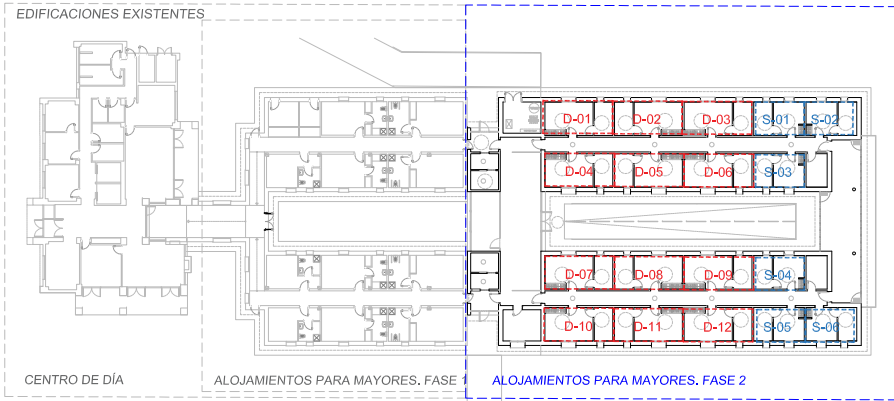 EDIFICACIONES EXISTENTES
D-01 D-02 D-03 S-01 S-02
D-04 D-05 D-06 S-03
D-07 D-08 D-09 S-04
D-10 D-11 D-12 S-05 S-06
CENTRO DE DÍA
ALOJAMIENTOS PARA MAYORES. FASE 1
ALOJAMIENTOS PARA MAYORES. FASE 2